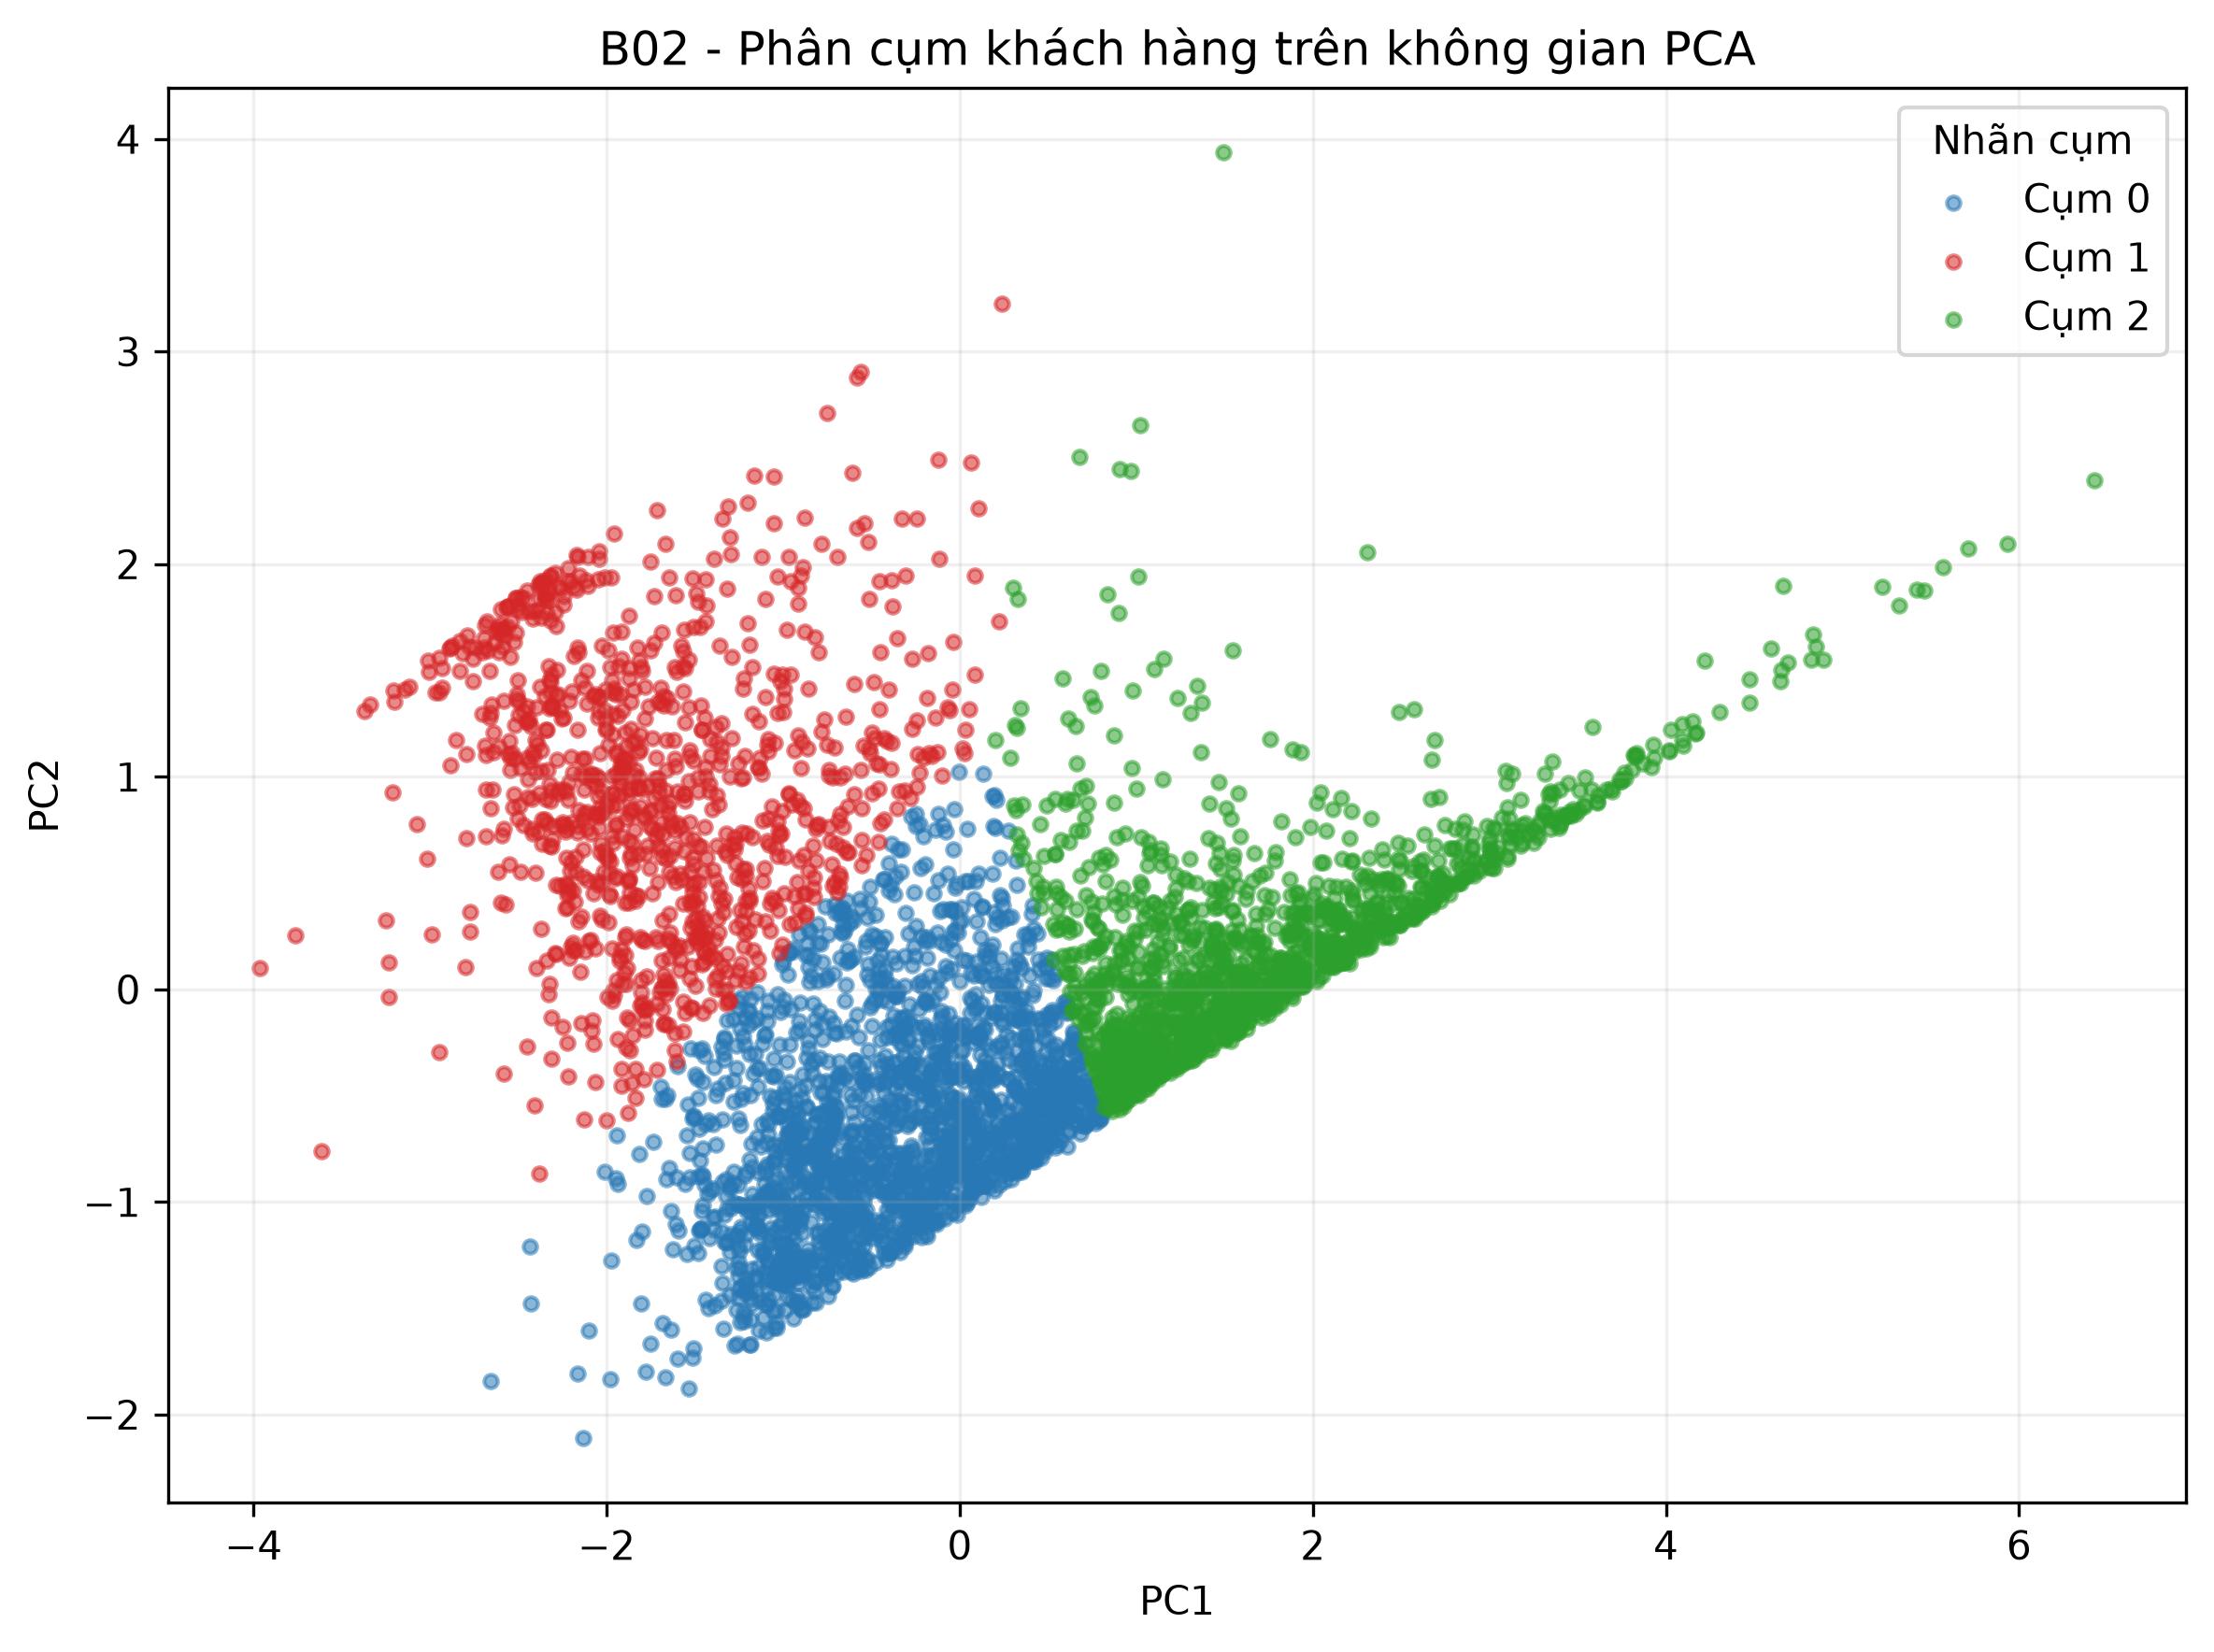 B02 - Phân cụm khách hàng trên không gian PCA
Nhãn cụm
Cụm 0
Cụm 1
Cụm 2
4
3
2
1
0
−1
−2
PC2
−4
−2
0
2
4
6
PC1